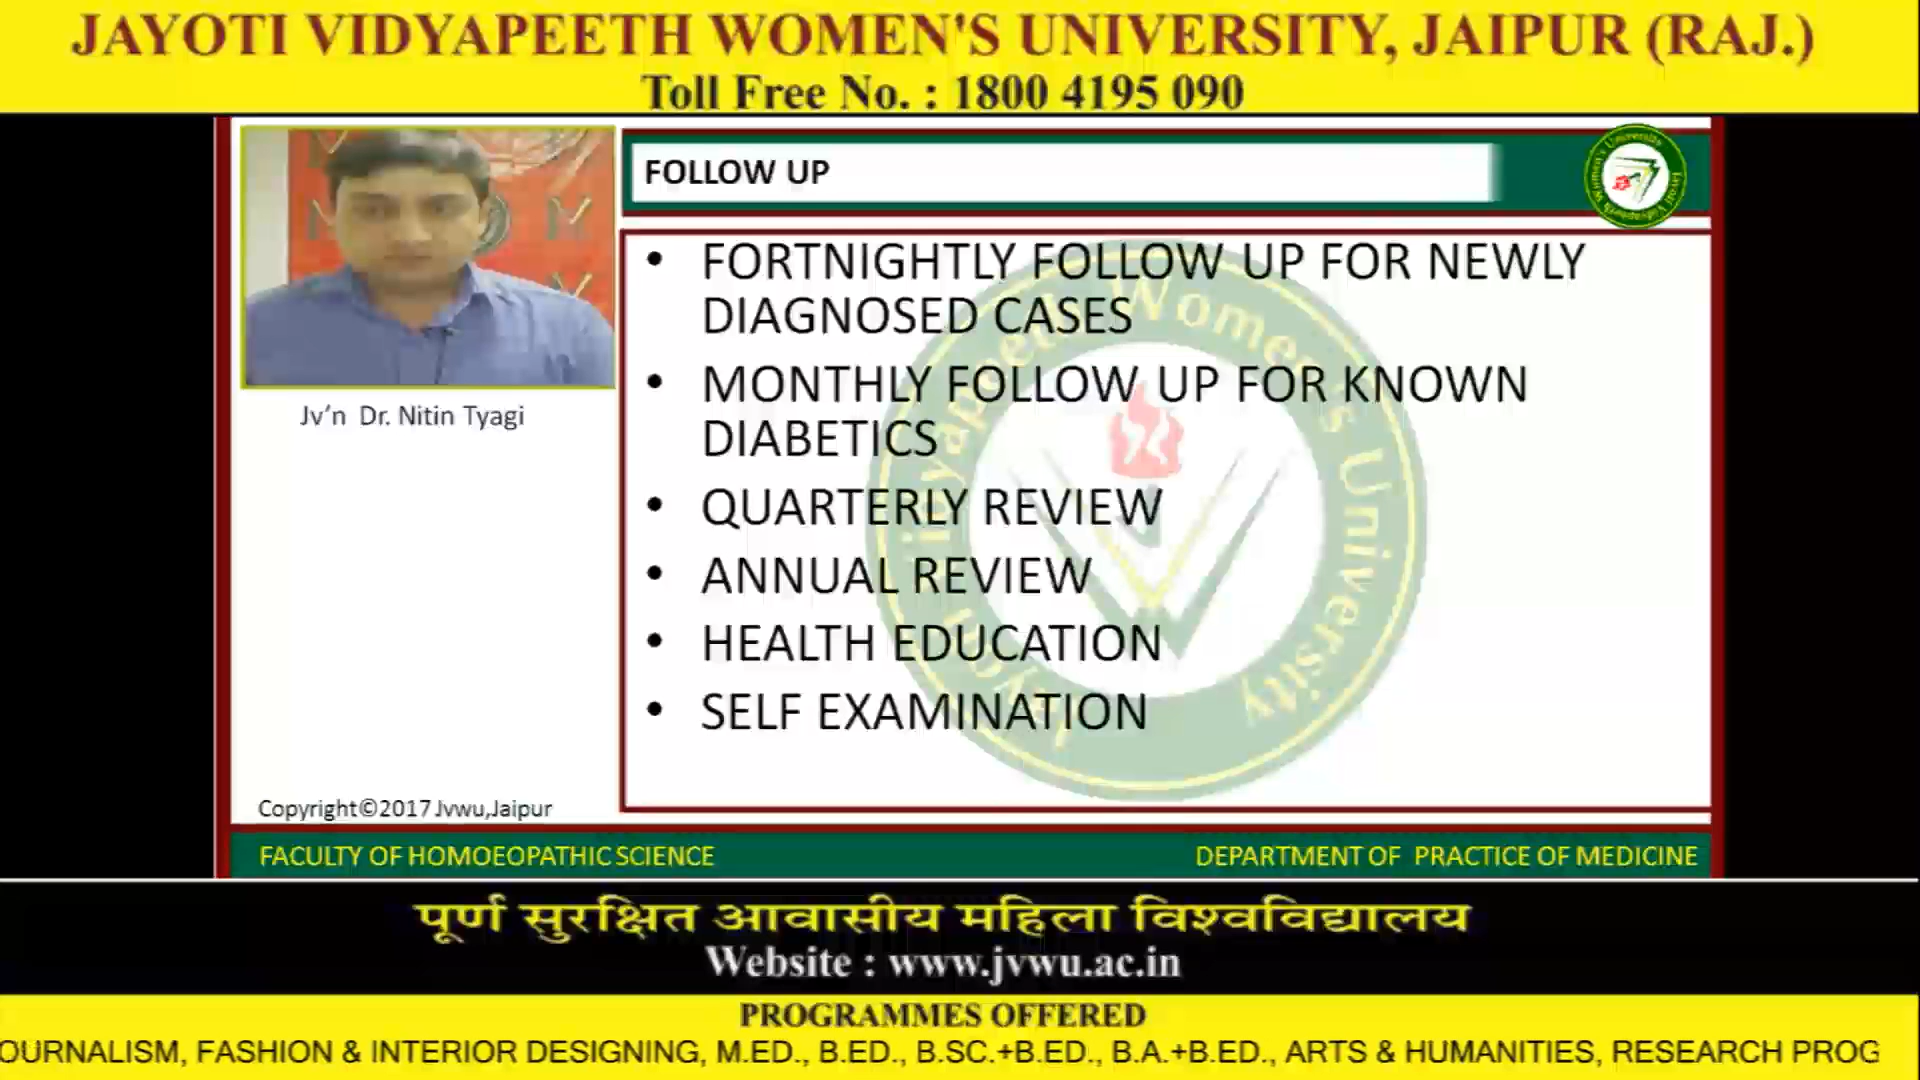 JAYOTI VIDYAPEETH WOMEN'S UNIVERSITY, JAIPUR (RAJ.)
Toll Free No. : 1800 4195 090
FOLLOW UP
Jv'n Dr. Nitin Tyagi
• FORTNIGHTLY FOLLOW UP FOR NEWLY
DIAGNOSED CASES
• MONTHLY FOLLOW UP FOR KNOWN
DIABETICS
• QUARTERLY REVIEW
• ANNUAL REVIEW
• HEALTH EDUCATION
• SELF EXAMINATION
Jayoti Vidyapeeth Women's University
Copyright©2017 Jvwu,Jaipur
FACULTY OF HOMOEOPATHIC SCIENCE
DEPARTMENT OF PRACTICE OF MEDICINE
पूर्ण सुरक्षित आवासीय महिला विश्वविद्यालय
Website : www.jvwu.ac.in
PROGRAMMES OFFERED
OURNALISM, FASHION & INTERIOR DESIGNING, M.ED., B.ED., B.SC.+B.ED., B.A.+B.ED., ARTS & HUMANITIES, RESEARCH PROG